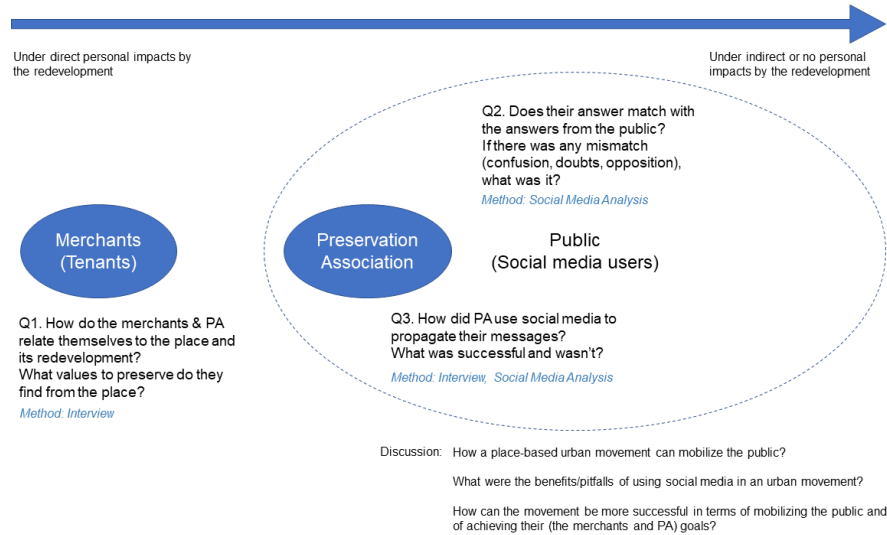 Under direct personal impacts by
the redevelopment
Under indirect or no personal
impacts by the redevelopment
Q2. Does their answer match with
the answers from the public?
If there was any mismatch
(confusion, doubts, opposition),
what was it?
Method: Social Media Analysis
Merchants
(Tenants)
Preservation
Association
Public
(Social media users)
Q1. How do the merchants & PA
relate themselves to the place and
its redevelopment?
What values to preserve do they
find from the place?
Method: Interview
Q3. How did PA use social media to
propagate their messages?
What was successful and wasn't?
Method: Interview, Social Media Analysis
Discussion: How a place-based urban movement can mobilize the public?
What were the benefits/pitfalls of using social media in an urban movement?
How can the movement be more successful in terms of mobilizing the public and
of achieving their (the merchants and PA) goals?